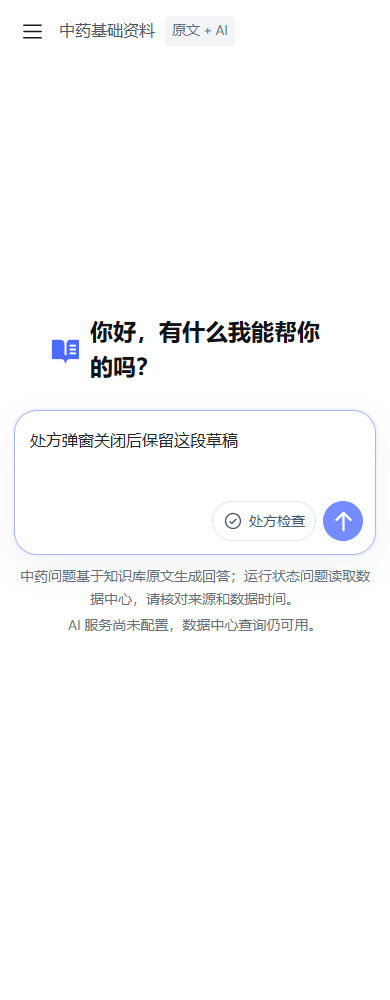 中药基础资料 原文 + AI
你好，有什么我能帮你
的吗？
处方弹窗关闭后保留这段草稿
处方检查
中药问题基于知识库原文生成回答；运行状态问题读取数
据中心，请核对来源和数据时间。
AI 服务尚未配置，数据中心查询仍可用。